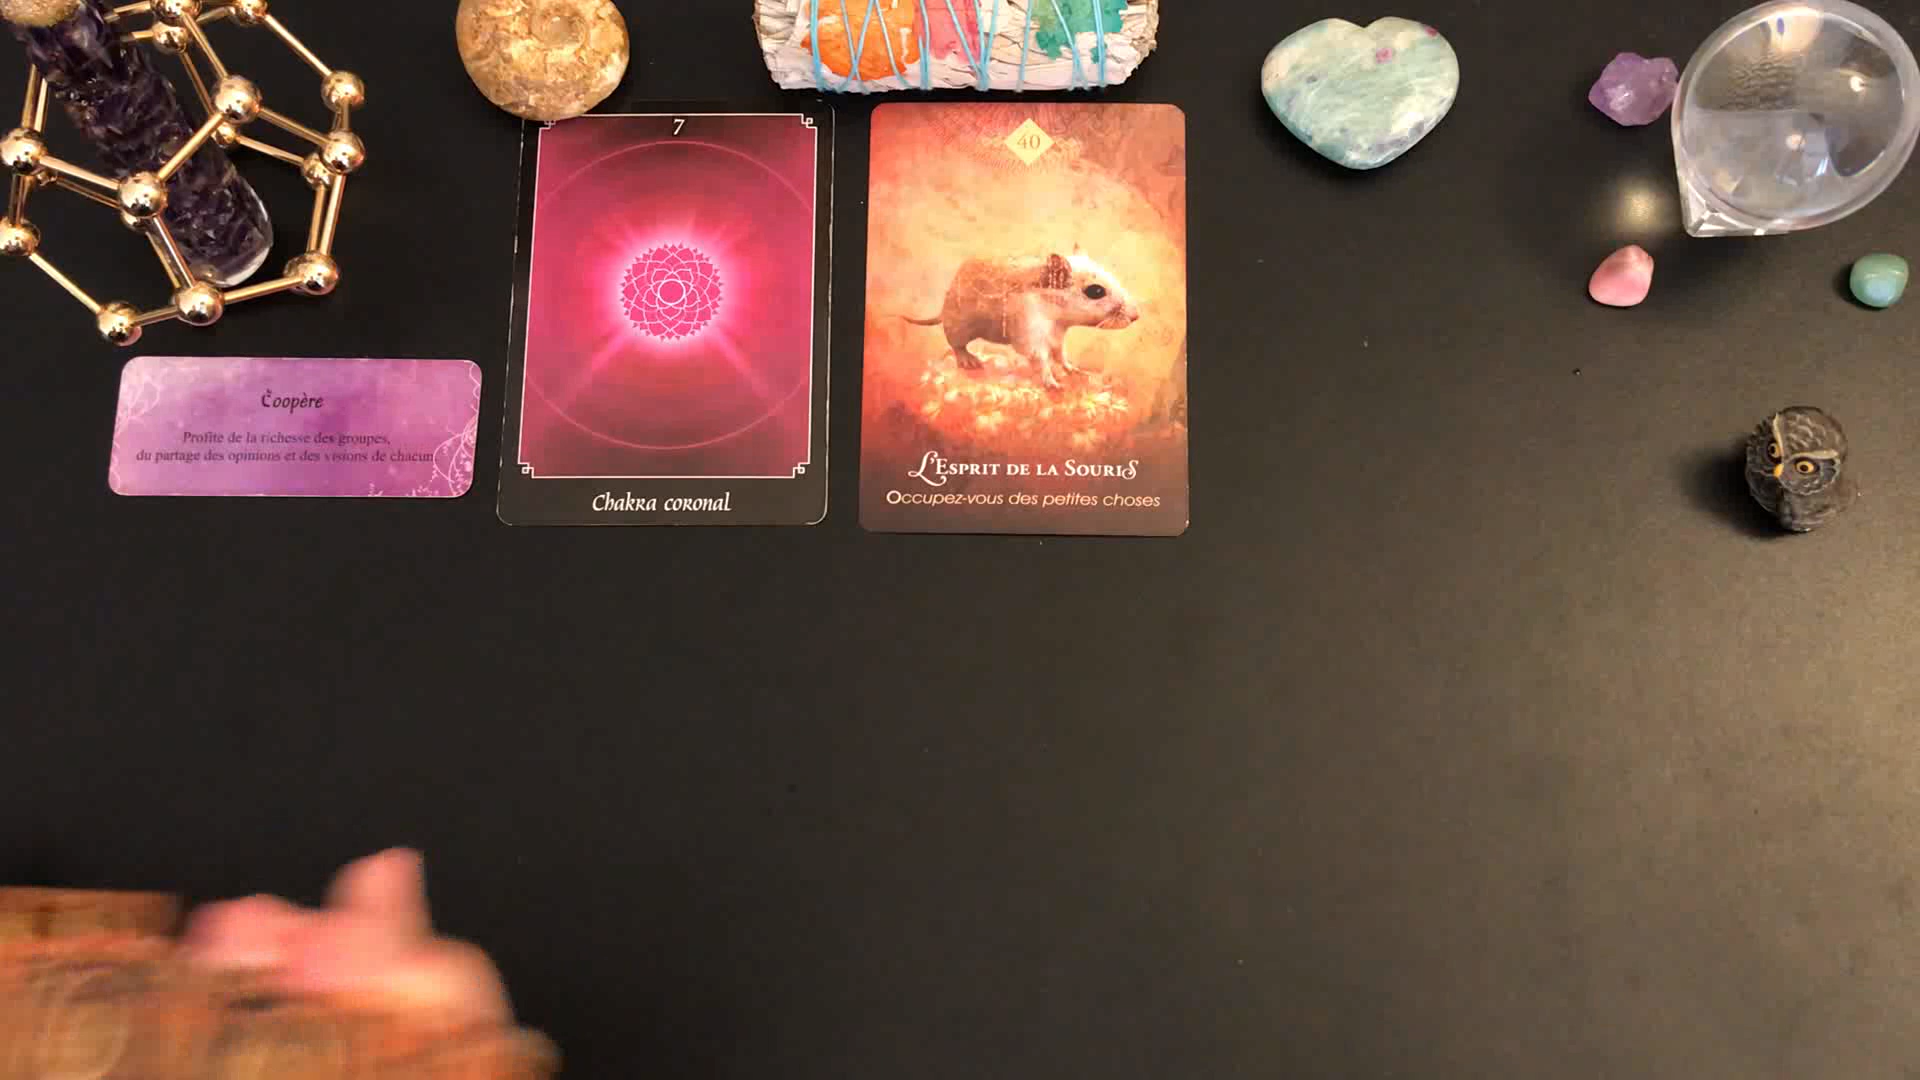 Coopère
Profite de la richesse des groupes,
du partage des opinions et des visions de chacun
7
Chakra coronal
40
L'Esprit de la Souris
Occupez-vous des petites choses